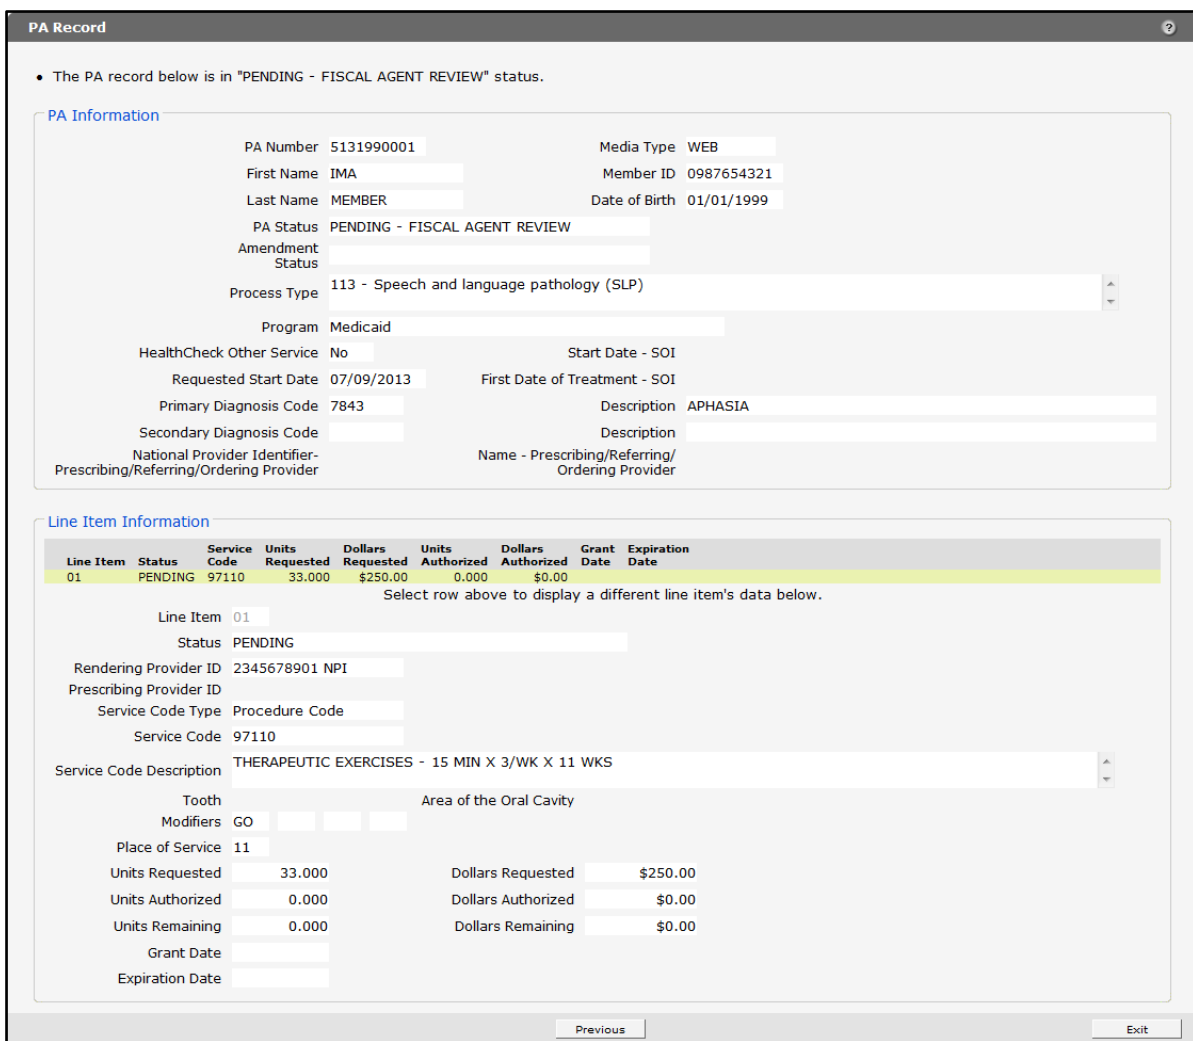 PA Record
?
• The PA record below is in "PENDING - FISCAL AGENT REVIEW" status.
PA Information
PA Number 5131990001 Media Type WEB
First Name IMA Member ID 0987654321
Last Name MEMBER Date of Birth 01/01/1999
PA Status PENDING - FISCAL AGENT REVIEW
Amendment
Status
Process Type 113 - Speech and language pathology (SLP)
Program Medicaid
HealthCheck Other Service No Start Date - SOI
Requested Start Date 07/09/2013 First Date of Treatment - SOI
Primary Diagnosis Code 7843 Description APHASIA
Secondary Diagnosis Code Description
National Provider Identifier- Name - Prescribing/Referring/
Prescribing/Referring/Ordering Provider Ordering Provider
Line Item Information
Service Units Dollars Units Dollars Grant Expiration
Line Item Status Code Requested Requested Authorized Authorized Date Date
01 PENDING 97110 33.000 $250.00 0.000 $0.00
Select row above to display a different line item's data below.
Line Item 01
Status PENDING
Rendering Provider ID 2345678901 NPI
Prescribing Provider ID
Service Code Type Procedure Code
Service Code 97110
Service Code Description THERAPEUTIC EXERCISES - 15 MIN X 3/WK X 11 WKS
Tooth Area of the Oral Cavity
Modifiers GO
Place of Service 11
Units Requested 33.000 Dollars Requested $250.00
Units Authorized 0.000 Dollars Authorized $0.00
Units Remaining 0.000 Dollars Remaining $0.00
Grant Date
Expiration Date
Previous Exit